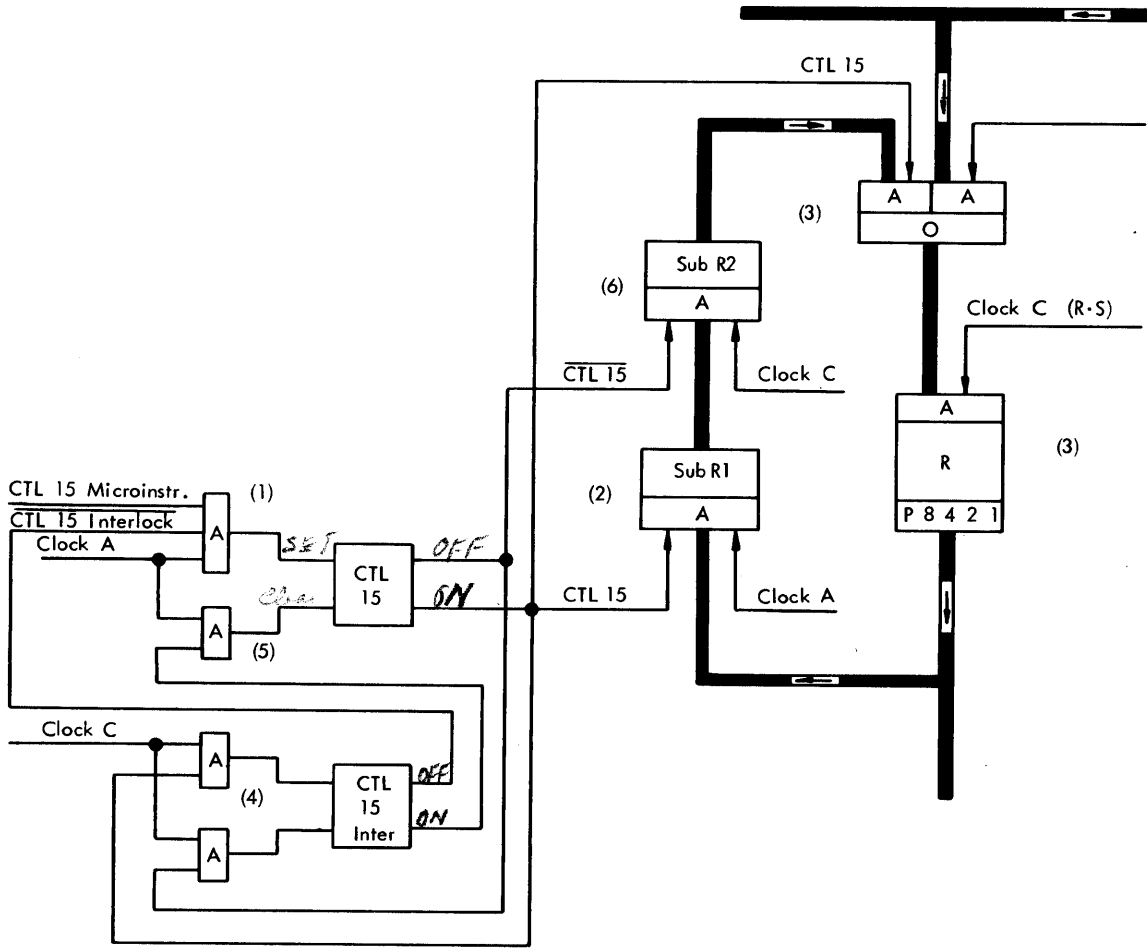 CTL 15
A A
(3)
O
Sub R2
A
(6)
Clock C (R·S)
CTL 15
Clock C
A
R
(3)
P 8 4 2 1
Sub R1
A
(2)
CTL 15
Clock A
CTL 15 Microinstr.
(1)
CTL 15 Interlock
A
Clock A
SET
OFF
CTL
15
ON
A
(5)
Clock C
A
(4)
CTL
15
Inter
OFF
ON
A